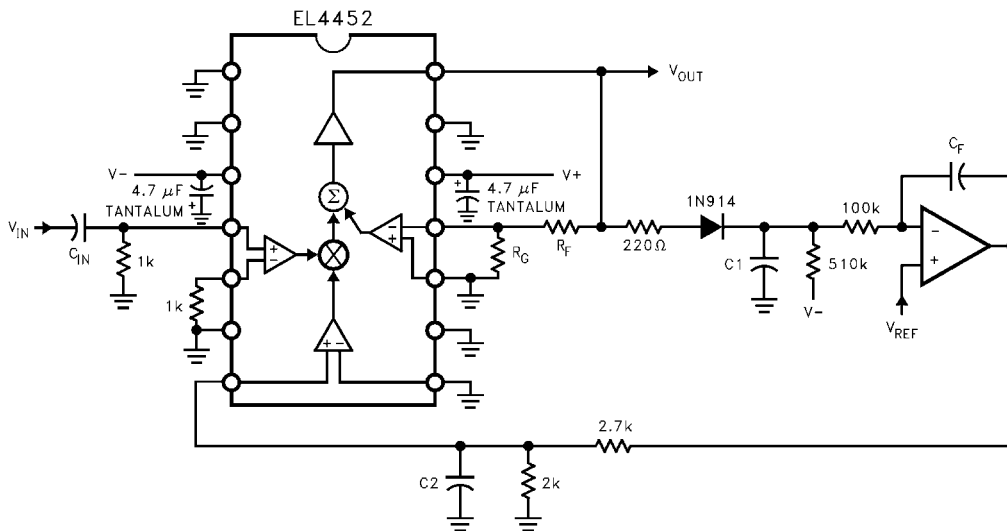 EL4452
V_OUT
V-
4.7 μF
TANTALUM
+
V+
+
4.7 μF
TANTALUM
V_IN
C_IN
1k
1k
+
-
Σ
-
+
+ -
R_G
R_F
220Ω
1N914
C1
510k
V-
100k
C_F
-
+
V_REF
2.7k
C2
2k